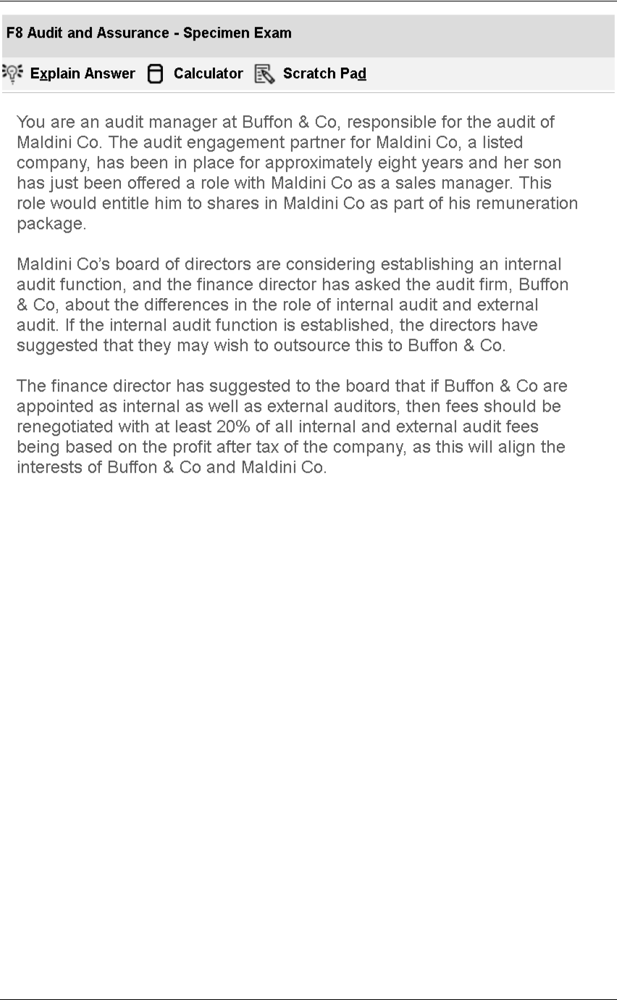 F8 Audit and Assurance - Specimen Exam
Explain Answer Calculator Scratch Pad
You are an audit manager at Buffon & Co, responsible for the audit of
Maldini Co. The audit engagement partner for Maldini Co, a listed
company, has been in place for approximately eight years and her son
has just been offered a role with Maldini Co as a sales manager. This
role would entitle him to shares in Maldini Co as part of his remuneration
package.
Maldini Co’s board of directors are considering establishing an internal
audit function, and the finance director has asked the audit firm, Buffon
& Co, about the differences in the role of internal audit and external
audit. If the internal audit function is established, the directors have
suggested that they may wish to outsource this to Buffon & Co.
The finance director has suggested to the board that if Buffon & Co are
appointed as internal as well as external auditors, then fees should be
renegotiated with at least 20% of all internal and external audit fees
being based on the profit after tax of the company, as this will align the
interests of Buffon & Co and Maldini Co.